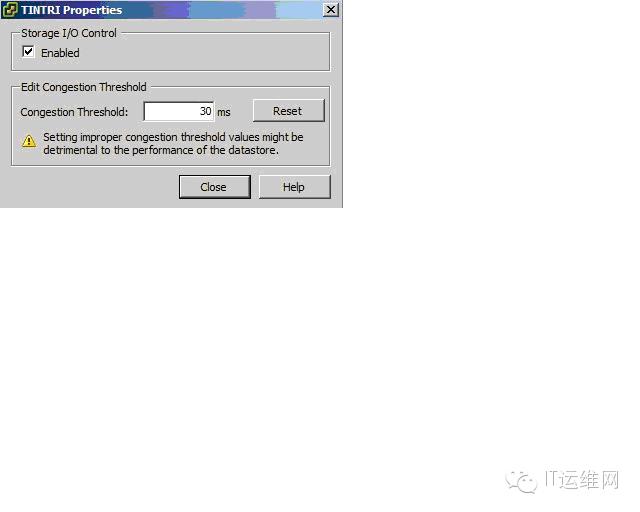 TINTRI Properties
Storage I/O Control
Enabled
Edit Congestion Threshold
Congestion Threshold: 30 ms Reset
Setting improper congestion threshold values might be
detrimental to the performance of the datastore.
Close Help
IT运维网